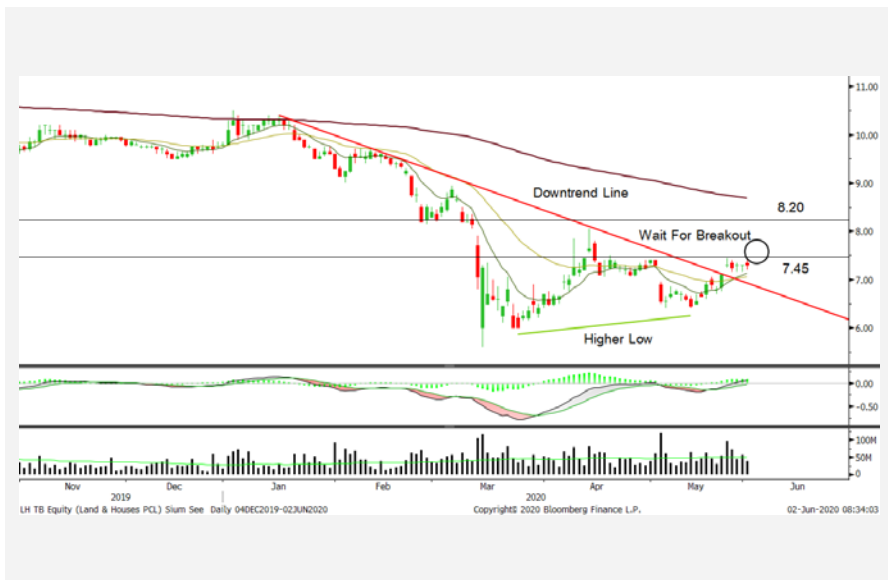 11.00
10.00
9.00
Downtrend Line
8.20
8.00
Wait For Breakout
7.45
7.00
6.00
Higher Low
0.00
-0.50
100M
50M
0
Nov Dec Jan Feb Mar Apr May Jun
2019 2020
LH TB Equity (Land & Houses PCL) Sium See Daily 04DEC2019-02JUN2020 Copyright© 2020 Bloomberg Finance L.P. 02-Jun-2020 08:34:03